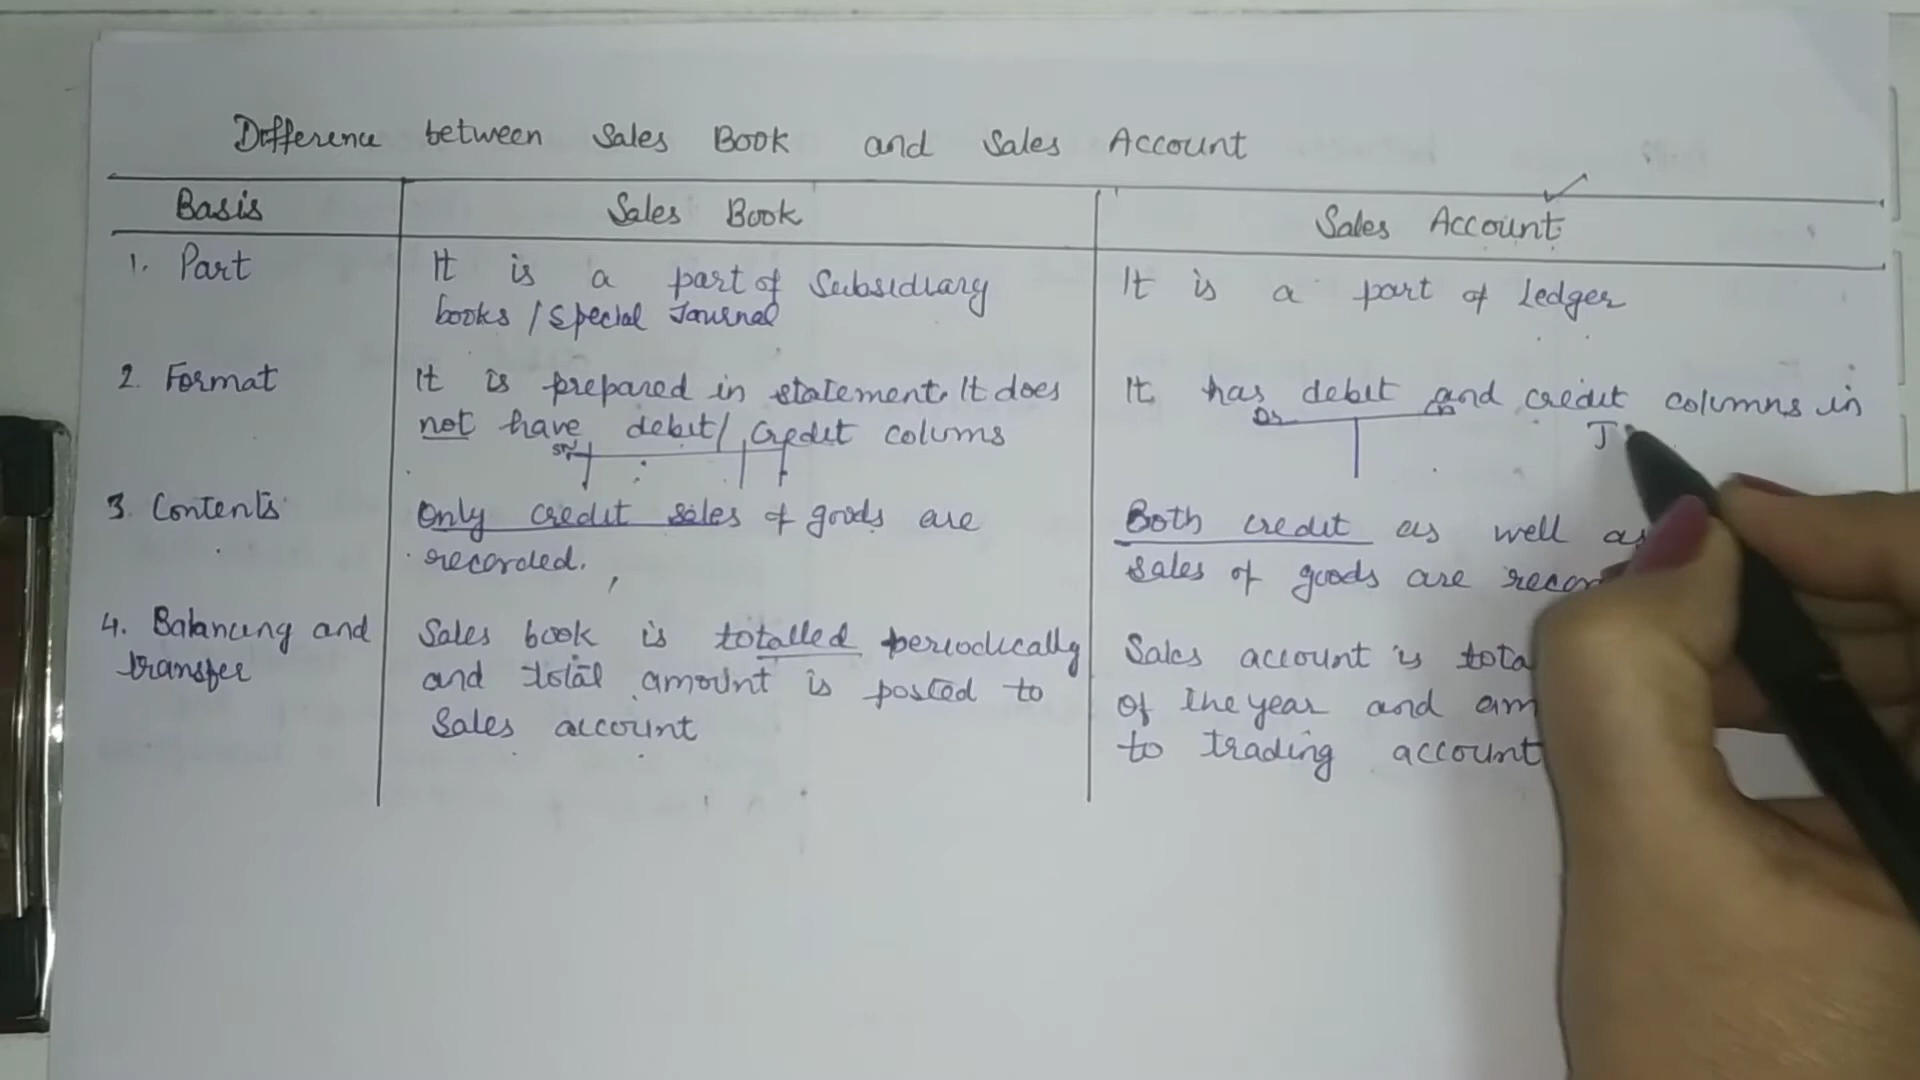 Difference between Sales Book and Sales Account
Basis
Sales Book
Sales Account
1. Part
It is a part of Subsidiary
books / Special Journal
It is a part of Ledger
2. Format
It is prepared in statement. It does
not have debit / Credit colums
It has debit and credit columns in
Dr
3. Contents
Only credit sales of goods are
recorded.
Both credit as well as
sales of goods are
4. Balancing and
transfer
Sales book is totalled periodically
and total amount is posted to
Sales account
Sales account is
of the year and
to trading account